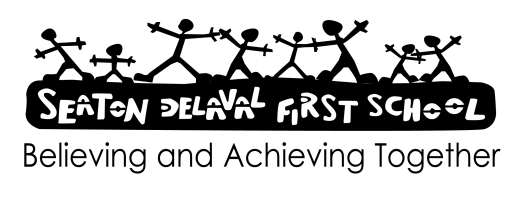 SEATON DELAVAL FIRST SCHOOL
Believing and Achieving Together